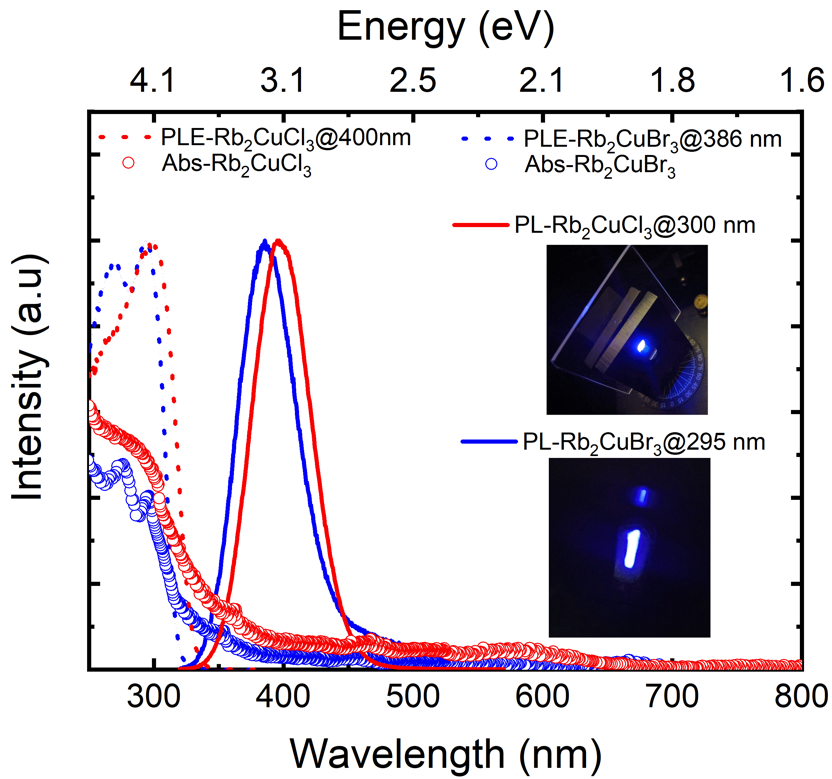 Energy (eV)
4.1 3.1 2.5 2.1 1.8 1.6
PLE-Rb₂CuCl₃@400nm
Abs-Rb₂CuCl₃
PLE-Rb₂CuBr₃@386 nm
Abs-Rb₂CuBr₃
PL-Rb₂CuCl₃@300 nm
PL-Rb₂CuBr₃@295 nm
Intensity (a.u)
300 400 500 600 700 800
Wavelength (nm)